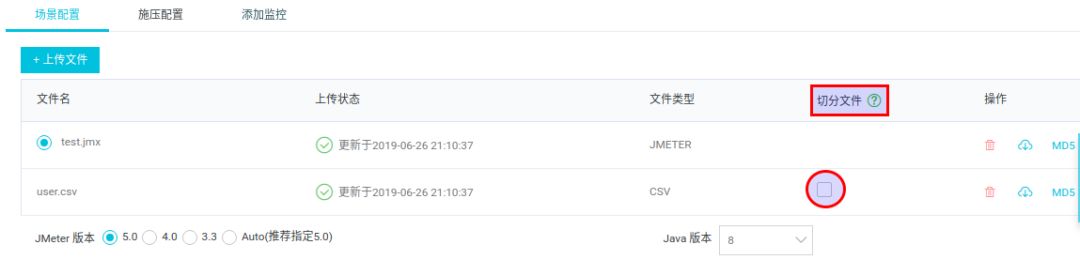 场景配置 施压配置 添加监控
+ 上传文件
文件名 上传状态 文件类型 切分文件 ? 操作
test.jmx 更新于2019-06-26 21:10:37 JMETER MD5
user.csv 更新于2019-06-26 21:10:37 CSV MD5
JMeter 版本 5.0 4.0 3.3 Auto(推荐指定5.0) Java 版本 8